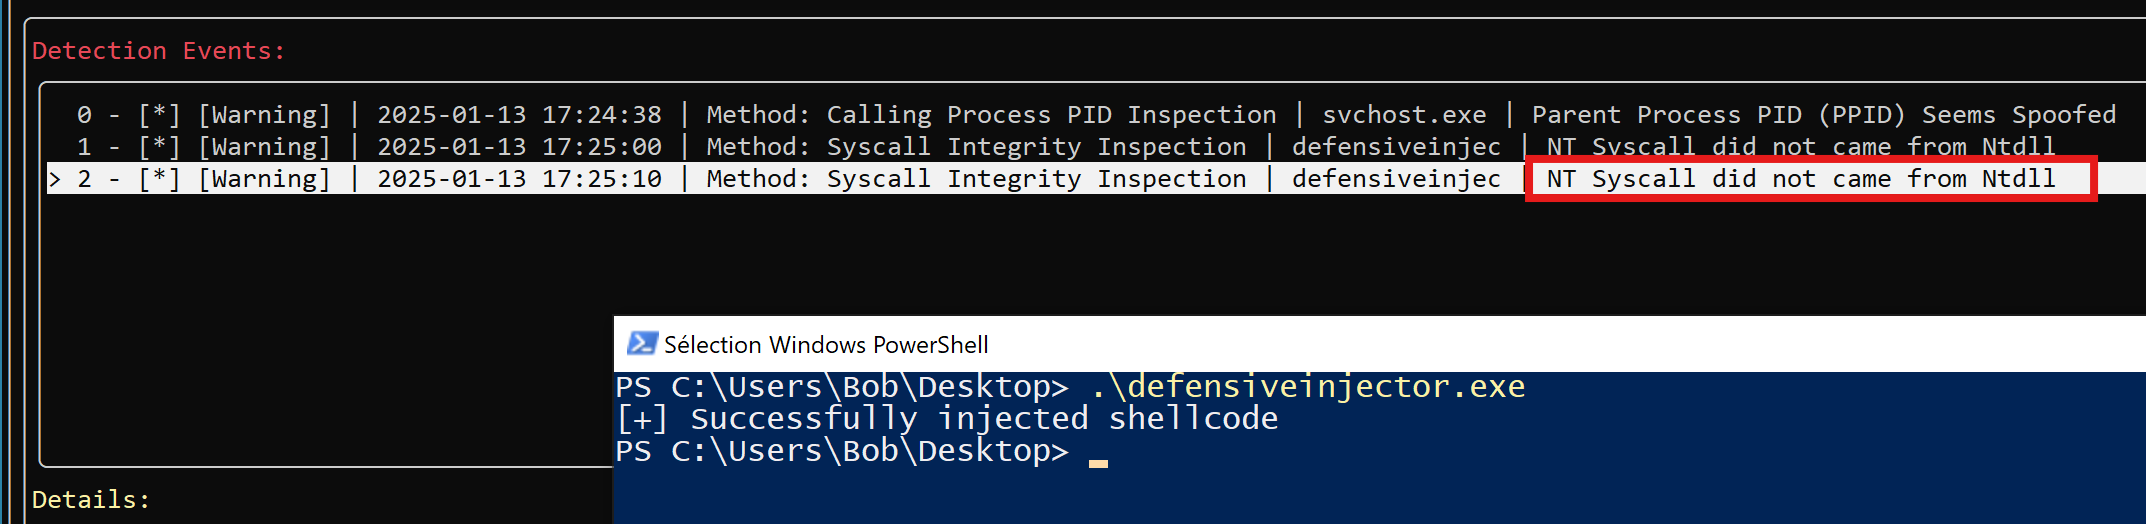 Detection Events:
0 - [*] [Warning] | 2025-01-13 17:24:38 | Method: Calling Process PID Inspection | svchost.exe | Parent Process PID (PPID) Seems Spoofed
1 - [*] [Warning] | 2025-01-13 17:25:00 | Method: Syscall Integrity Inspection | defensiveinjec | NT Syscall did not came from Ntdll
> 2 - [*] [Warning] | 2025-01-13 17:25:10 | Method: Syscall Integrity Inspection | defensiveinjec | NT Syscall did not came from Ntdll
Sélection Windows PowerShell
PS C:\Users\Bob\Desktop> .\defensiveinjector.exe
[+] Successfully injected shellcode
PS C:\Users\Bob\Desktop> _
Details: